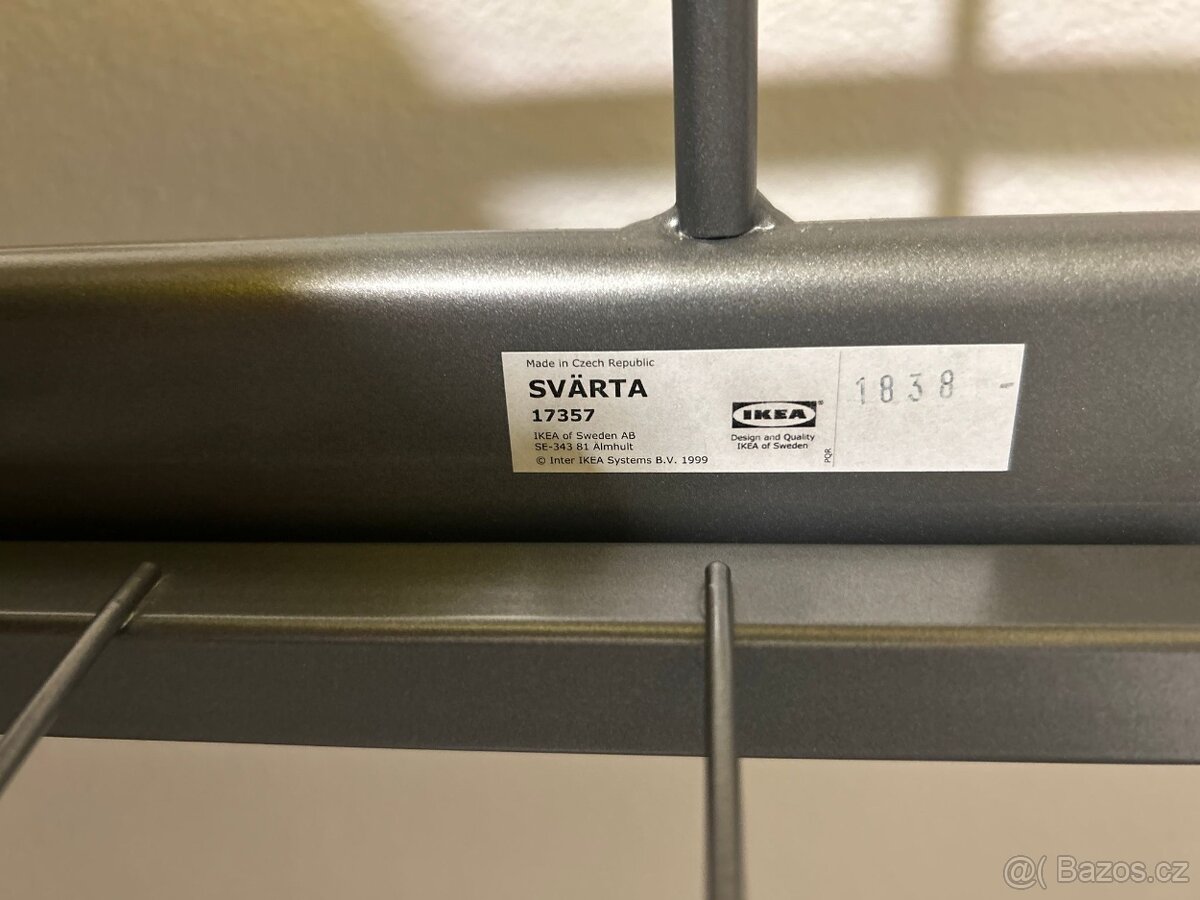 Made in Czech Republic
SVÄRTA
17357
IKEA of Sweden AB
SE-343 81 Älmhult
© Inter IKEA Systems B.V. 1999
IKEA®
Design and Quality
IKEA of Sweden
PQR
1838 -
@( Bazos.cz